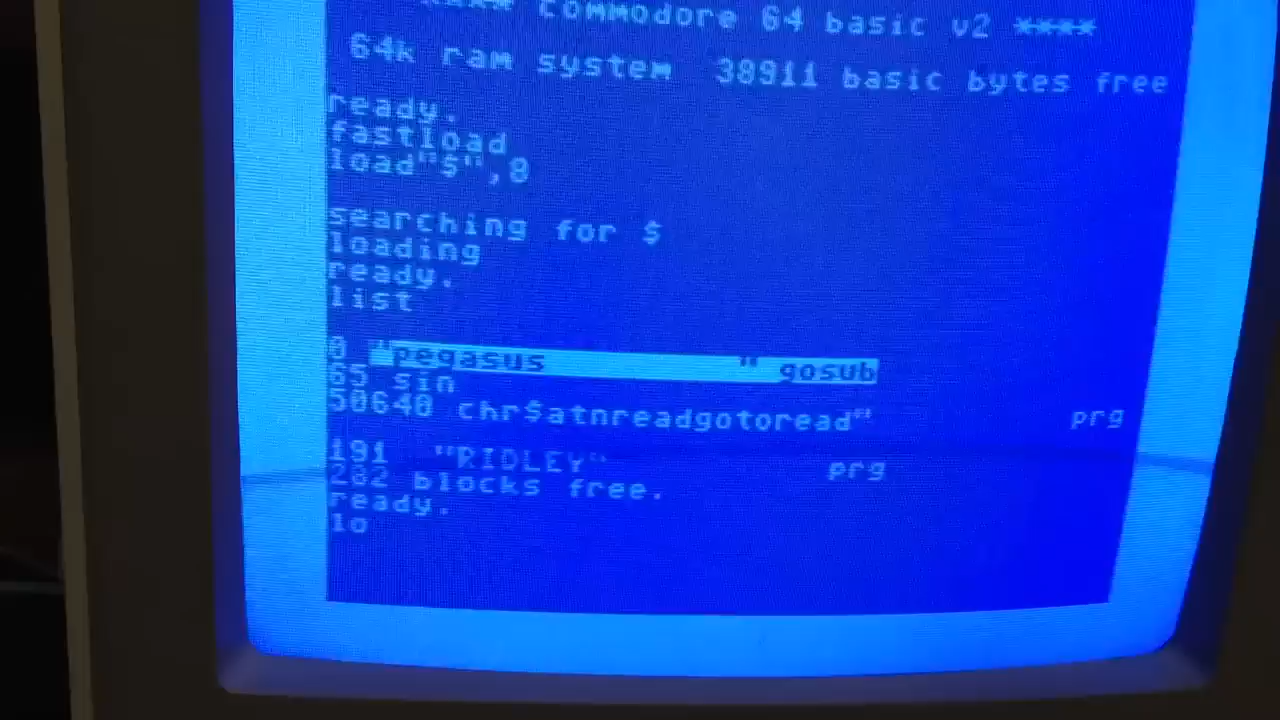 **** commodore 64 basic v2 ****
64k ram system 38911 basic bytes free
ready.
fastload
load"$",8
searching for $
loading
ready.
list
0 "pegasus " gosub
65 sin
50640 chr$atnreadgotoread" prg
191 "RIDLEY" prg
282 blocks free.
ready.
lo